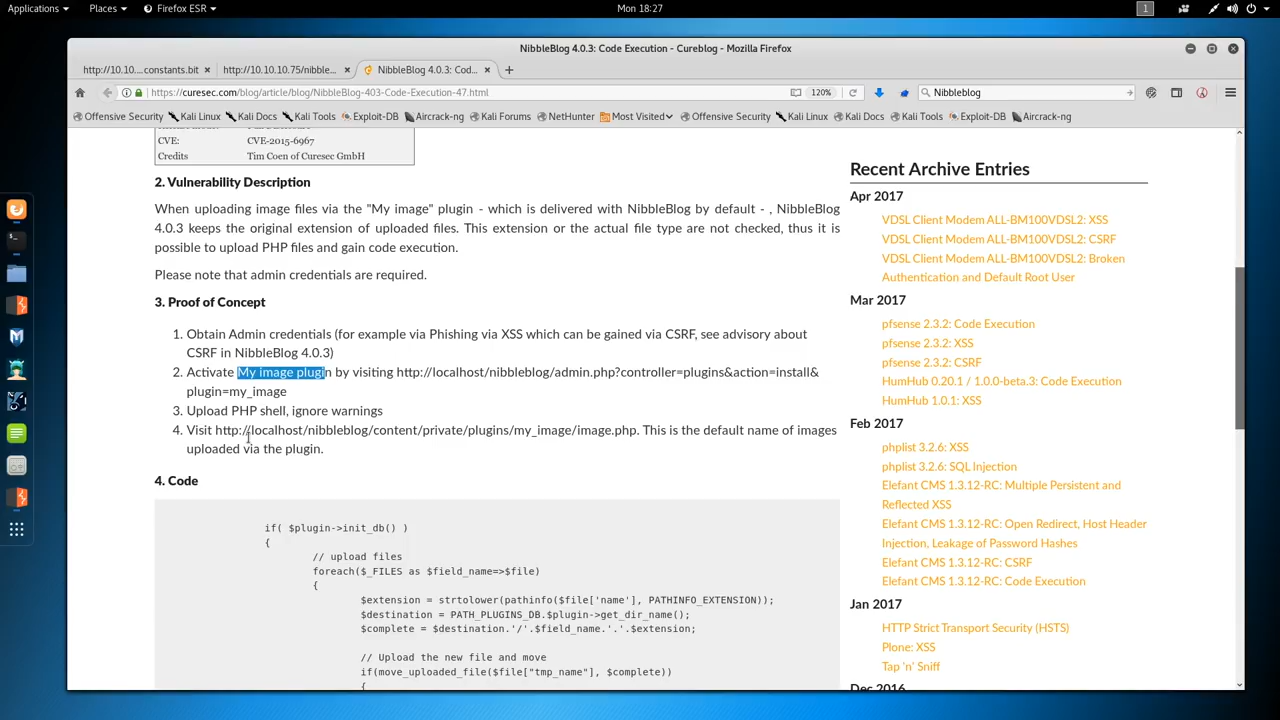 Applications
Places
Firefox ESR
Mon 18:27
1
NibbleBlog 4.0.3: Code Execution - Cureblog - Mozilla Firefox
http://10.10....constants.bit
http://10.10.10.75/nibble...
NibbleBlog 4.0.3: Cod...
https://curesec.com/blog/article/blog/NibbleBlog-403-Code-Execution-47.html
120%
Nibbleblog
Offensive Security
Kali Linux
Kali Docs
Kali Tools
Exploit-DB
Aircrack-ng
Kali Forums
NetHunter
Most Visited
Offensive Security
Kali Linux
Kali Docs
Kali Tools
Exploit-DB
Aircrack-ng
CVE: CVE-2015-6967
Credits Tim Coen of Curesec GmbH
2. Vulnerability Description
When uploading image files via the "My image" plugin - which is delivered with NibbleBlog by default - , NibbleBlog
4.0.3 keeps the original extension of uploaded files. This extension or the actual file type are not checked, thus it is
possible to upload PHP files and gain code execution.
Please note that admin credentials are required.
3. Proof of Concept
1. Obtain Admin credentials (for example via Phishing via XSS which can be gained via CSRF, see advisory about
CSRF in NibbleBlog 4.0.3)
2. Activate My image plugin by visiting http://localhost/nibbleblog/admin.php?controller=plugins&action=install&
plugin=my_image
3. Upload PHP shell, ignore warnings
4. Visit http://localhost/nibbleblog/content/private/plugins/my_image/image.php. This is the default name of images
uploaded via the plugin.
4. Code
if( $plugin->init_db() )
{
// upload files
foreach($_FILES as $field_name=>$file)
{
$extension = strtolower(pathinfo($file['name'], PATHINFO_EXTENSION));
$destination = PATH_PLUGINS_DB.$plugin->get_dir_name();
$complete = $destination.'/'.$field_name.'.'.$extension;
// Upload the new file and move
if(move_uploaded_file($file["tmp_name"], $complete))
{
Recent Archive Entries
Apr 2017
VDSL Client Modem ALL-BM100VDSL2: XSS
VDSL Client Modem ALL-BM100VDSL2: CSRF
VDSL Client Modem ALL-BM100VDSL2: Broken
Authentication and Default Root User
Mar 2017
pfsense 2.3.2: Code Execution
pfsense 2.3.2: XSS
pfsense 2.3.2: CSRF
HumHub 0.20.1 / 1.0.0-beta.3: Code Execution
HumHub 1.0.1: XSS
Feb 2017
phplist 3.2.6: XSS
phplist 3.2.6: SQL Injection
Elefant CMS 1.3.12-RC: Multiple Persistent and
Reflected XSS
Elefant CMS 1.3.12-RC: Open Redirect, Host Header
Injection, Leakage of Password Hashes
Elefant CMS 1.3.12-RC: CSRF
Elefant CMS 1.3.12-RC: Code Execution
Jan 2017
HTTP Strict Transport Security (HSTS)
Plone: XSS
Tap 'n' Sniff
Dec 2016